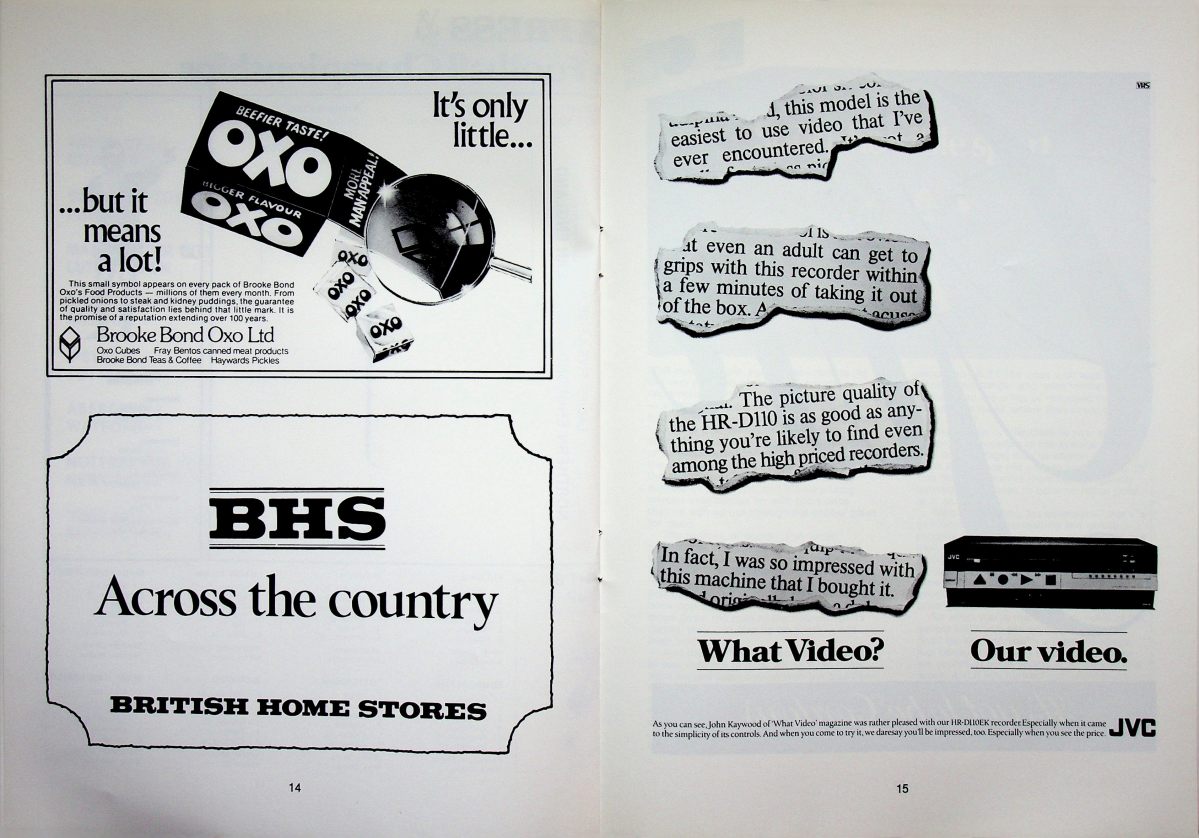 It's only
little...
BEEFIER TASTE!
OXO
BIGGER FLAVOUR
OXO
MORE
MAN-APPEAL!
OXO
OXO
OXO
OXO
...but it
means
a lot!
This small symbol appears on every pack of Brooke Bond
Oxo's Food Products — millions of them every month. From
pickled onions to steak and kidney puddings, the guarantee
of quality and satisfaction lies behind that little mark. It is
the promise of a reputation extending over 100 years.
Brooke Bond Oxo Ltd
Oxo Cubes Fray Bentos canned meat products
Brooke Bond Teas & Coffee Haywards Pickles
BHS
Across the country
BRITISH HOME STORES
14
VHS
, this model is the
easiest to use video that I've
ever encountered.
at even an adult can get to
grips with this recorder within
a few minutes of taking it out
of the box. A
The picture quality of
the HR-D110 is as good as any-
thing you're likely to find even
among the high priced recorders.
In fact, I was so impressed with
this machine that I bought it.
JVC
What Video?
Our video.
As you can see, John Kaywood of 'What Video' magazine was rather pleased with our HR-D110EK recorder. Especially when it came
to the simplicity of its controls. And when you come to try it, we daresay you'll be impressed, too. Especially when you see the price.
JVC
15